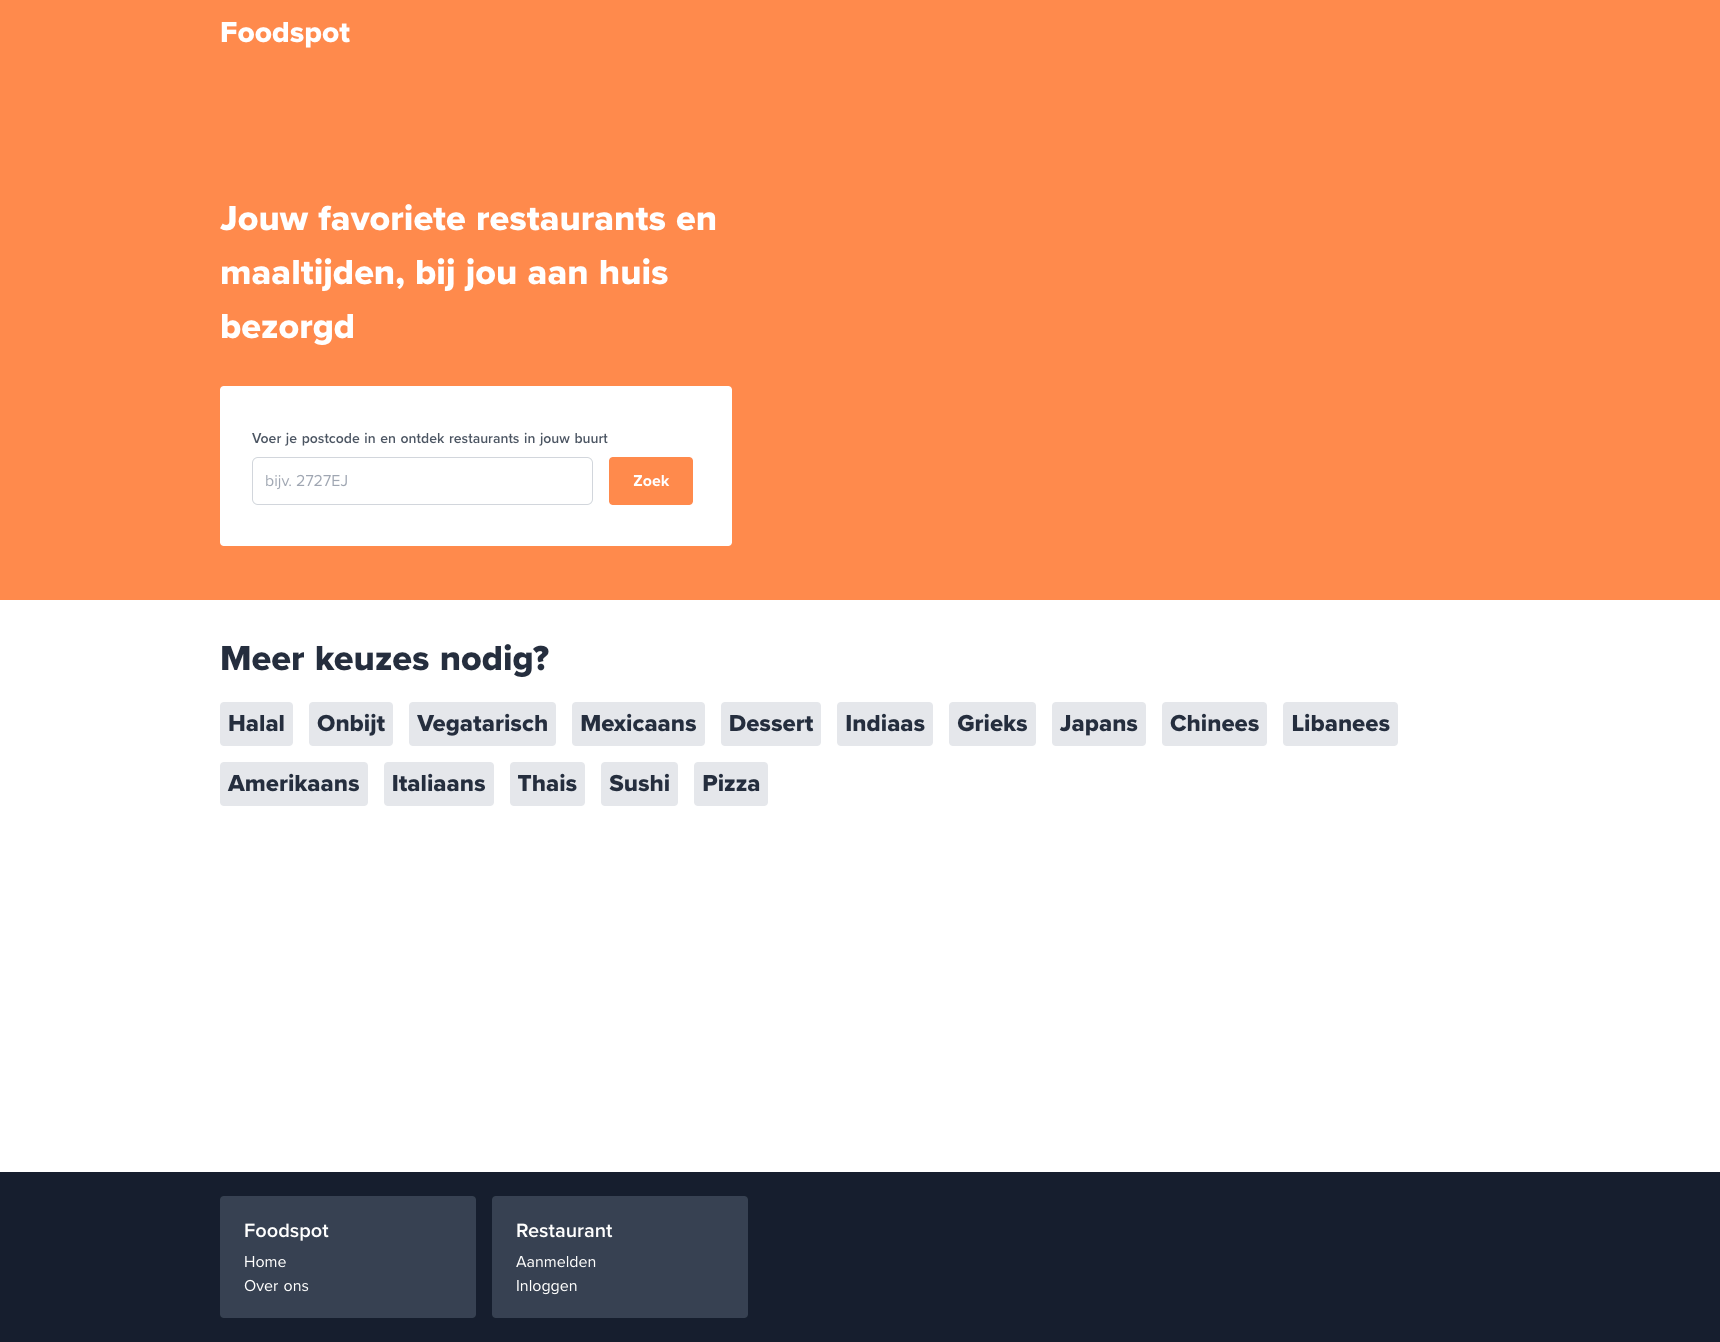 Foodspot
Jouw favoriete restaurants en
maaltijden, bij jou aan huis
bezorgd
Voer je postcode in en ontdek restaurants in jouw buurt
bijv. 2727EJ
Zoek
Meer keuzes nodig?
Halal Onbijt Vegatarisch Mexicaans Dessert Indiaas Grieks Japans Chinees Libanees
Amerikaans Italiaans Thais Sushi Pizza
Foodspot
Home
Over ons
Restaurant
Aanmelden
Inloggen